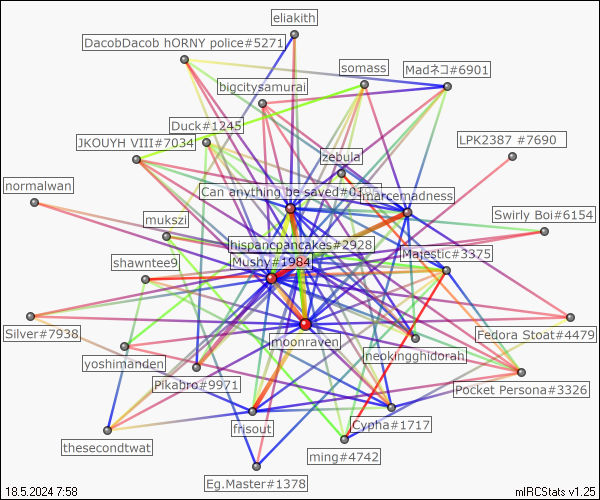 eliakith
DacobDacob hORNY police#5271
somass
Madネコ#6901
bigcitysamurai
Duck#1245
JKOUYH VIII#7034
LPK2387 #7690
zebula
normalwan
Can anything be saved#0
marcemadness
mukszi
Swirly Boi#6154
hispancpancakes#2928
Majestic#3375
shawntee9
Mushy#1984
Silver#7938
moonraven
Fedora Stoat#4479
yoshimanden
neokingghidorah
Pikabro#9971
Pocket Persona#3326
frisout
Cypha#1717
thesecondtwat
ming#4742
Eg.Master#1378
18.5.2024 7:58
mIRCStats v1.25